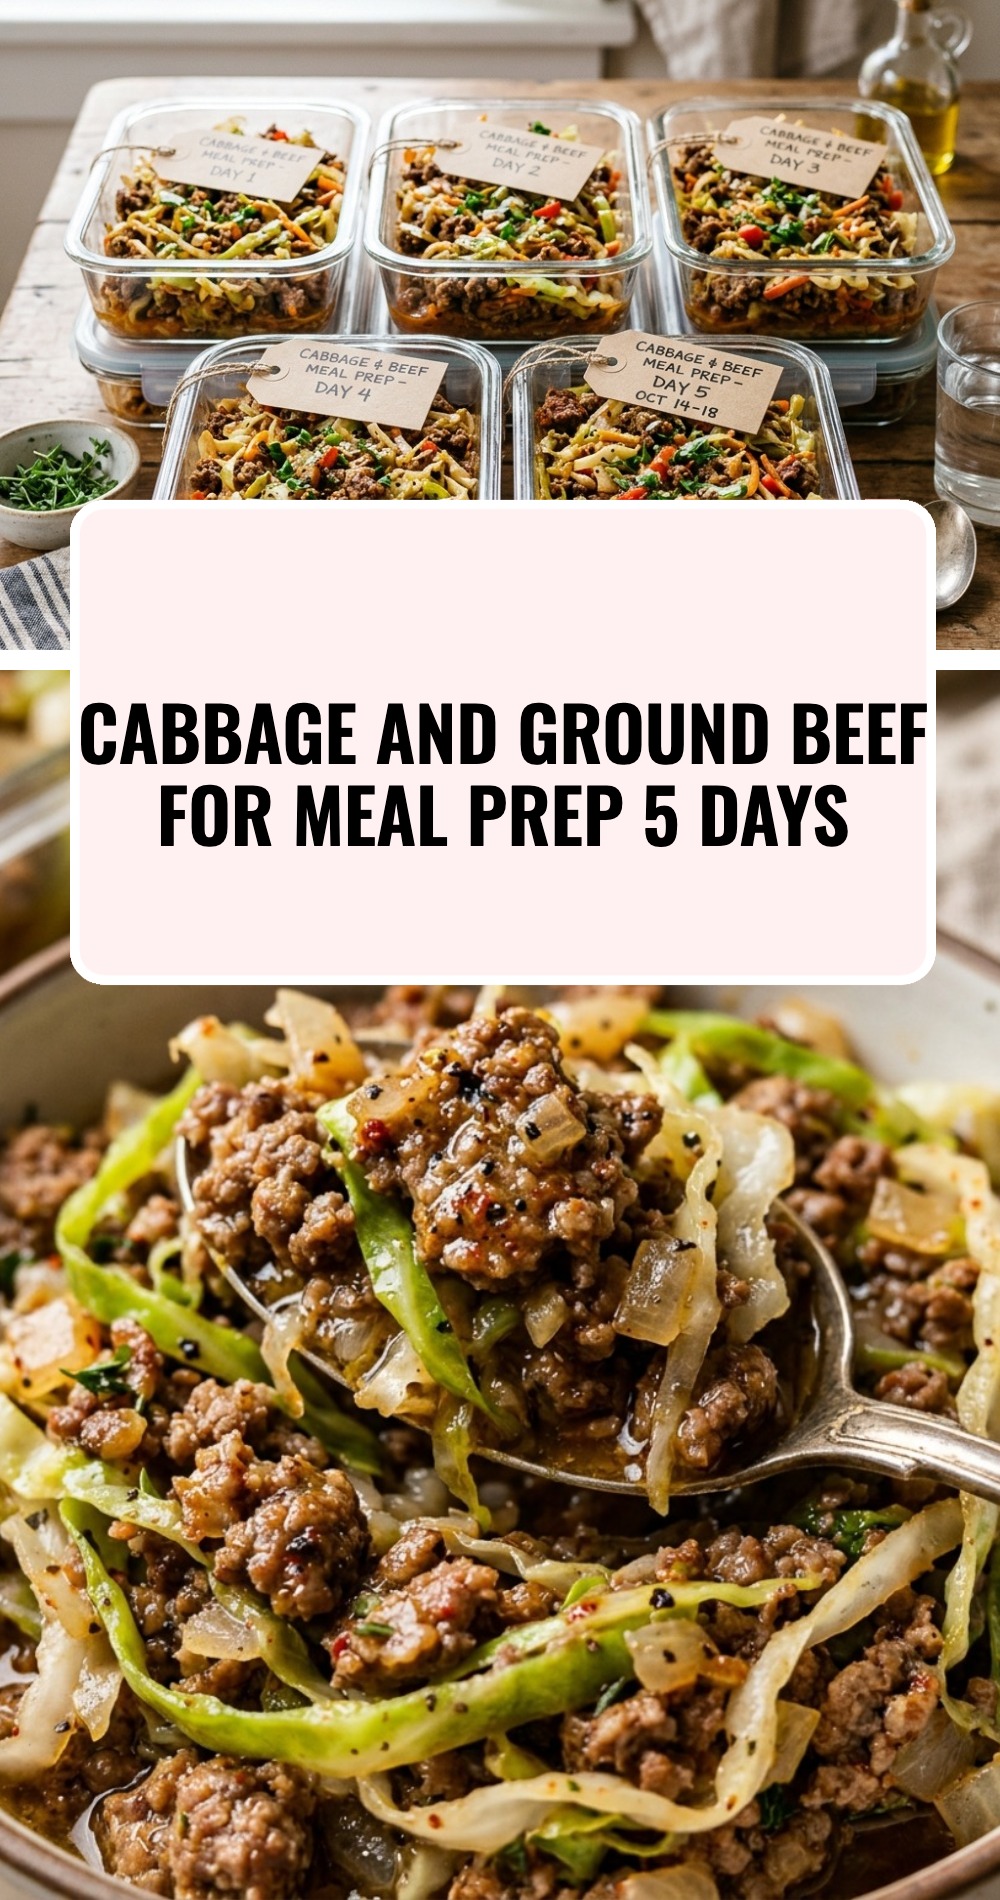 CABBAGE & BEEF
MEAL PREP-
DAY 1
CABBAGE & BEEF
MEAL PREP-
DAY 2
CABBAGE & BEEF
MEAL PREP-
DAY 3
CABBAGE & BEEF
MEAL PREP-
DAY 4
CABBAGE & BEEF
MEAL PREP-
DAY 5
OCT 14-18
CABBAGE AND GROUND BEEF
FOR MEAL PREP 5 DAYS